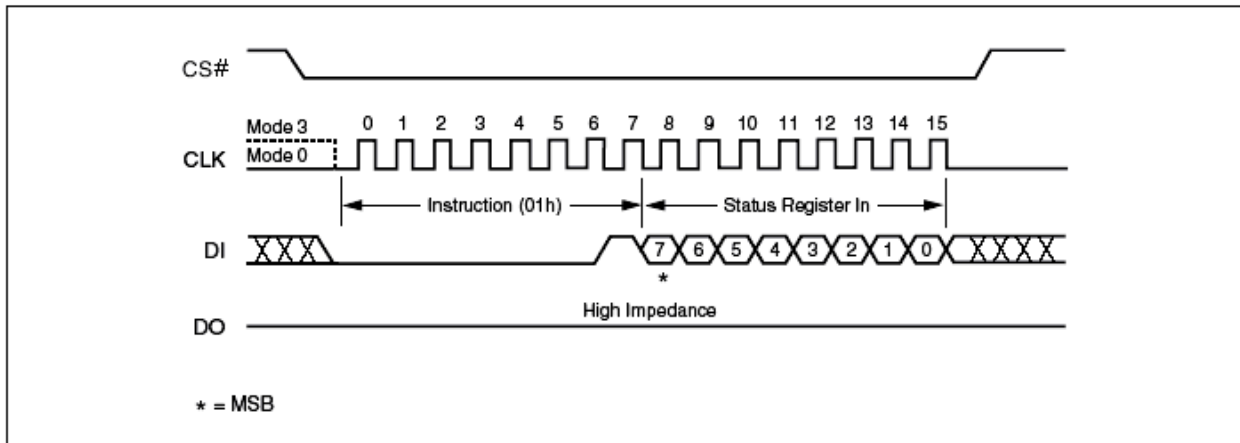 CS#
Mode 3
0 1 2 3 4 5 6 7 8 9 10 11 12 13 14 15
CLK
Mode 0
Instruction (01h)
Status Register In
DI
7 6 5 4 3 2 1 0
*
High Impedance
DO
* = MSB